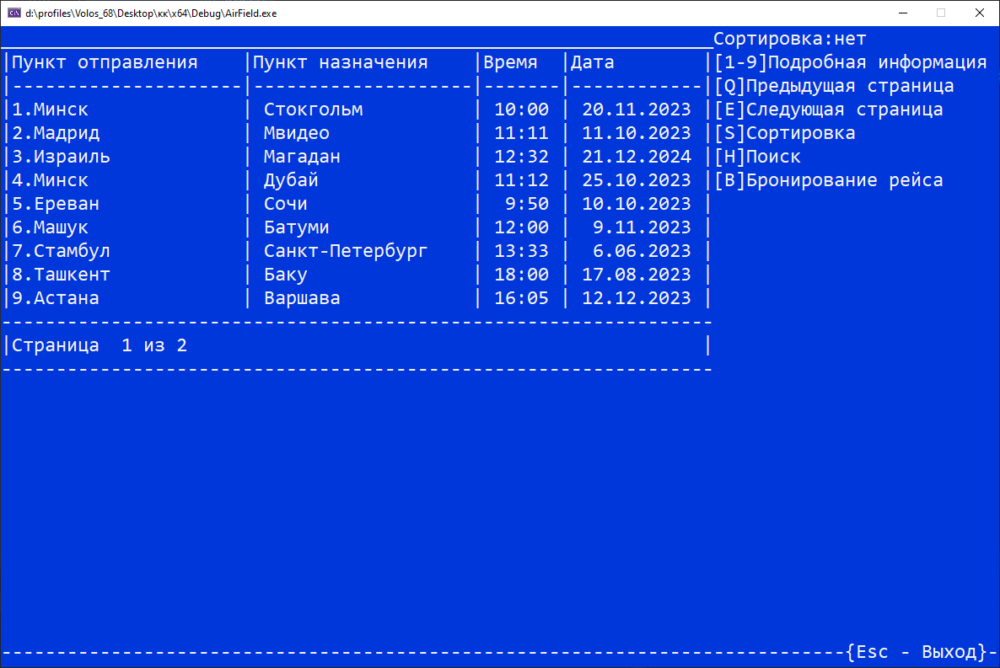 d:\profiles\Volos_68\Desktop\кк\x64\Debug\AirField.exe
Сортировка:нет
|Пункт отправления    |Пункт назначения    |Время  |Дата        |[1-9]Подробная информация
|---------------------|--------------------|-------|------------|[Q]Предыдущая страница
|1.Минск              | Стокгольм          | 10:00 | 20.11.2023 |[E]Следующая страница
|2.Мадрид             | Мвидео             | 11:11 | 11.10.2023 |[S]Сортировка
|3.Израиль            | Магадан            | 12:32 | 21.12.2024 |[H]Поиск
|4.Минск              | Дубай              | 11:12 | 25.10.2023 |[B]Бронирование рейса
|5.Ереван             | Сочи               |  9:50 | 10.10.2023 |
|6.Машук              | Батуми             | 12:00 |  9.11.2023 |
|7.Стамбул            | Санкт-Петербург    | 13:33 |  6.06.2023 |
|8.Ташкент            | Баку               | 18:00 | 17.08.2023 |
|9.Астана             | Варшава            | 16:05 | 12.12.2023 |
-----------------------------------------------------------------
|Страница  1 из 2                                               |
-----------------------------------------------------------------
-----------------------------------------------------------------------------{Esc - Выход}-